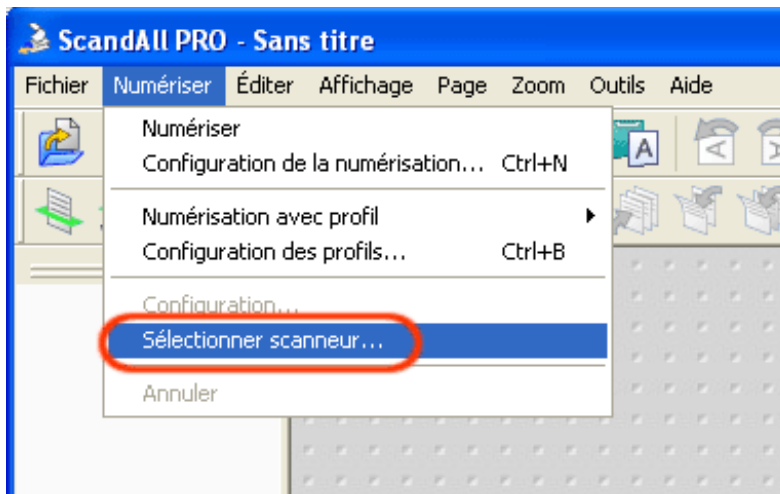 ScandAll PRO - Sans titre
Fichier Numériser Éditer Affichage Page Zoom Outils Aide
Numériser
Configuration de la numérisation... Ctrl+N
A
Numérisation avec profil
Configuration des profils... Ctrl+B
Configuration...
Sélectionner scanneur...
Annuler